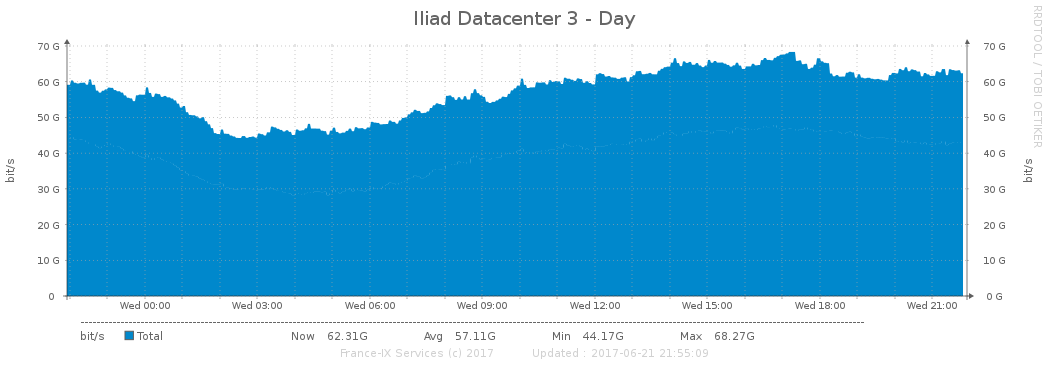 Iliad Datacenter 3 - Day
RRDTOOL / TOBI OETIKER
70 G 70 G
60 G 60 G
50 G 50 G
40 G 40 G
30 G 30 G
20 G 20 G
10 G 10 G
0 0 G
bit/s bit/s
Wed 00:00 Wed 03:00 Wed 06:00 Wed 09:00 Wed 12:00 Wed 15:00 Wed 18:00 Wed 21:00
bit/s Total Now 62.31G Avg 57.11G Min 44.17G Max 68.27G
France-IX Services (c) 2017 Updated : 2017-06-21 21:55:09